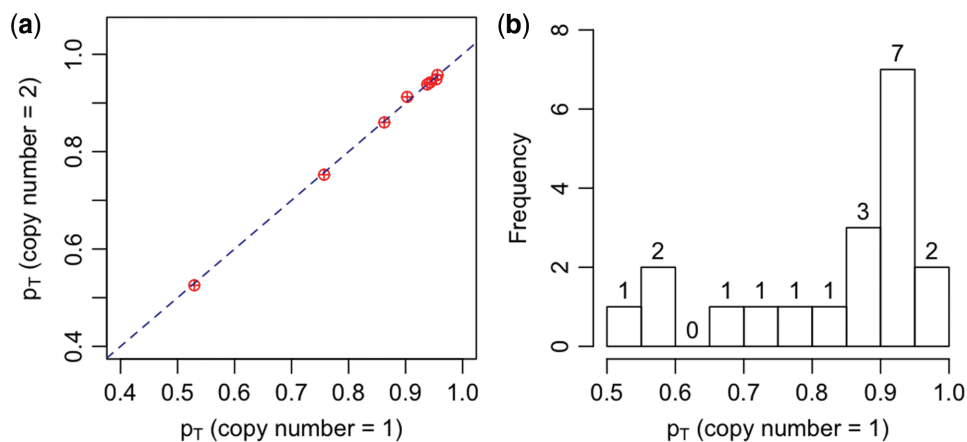 (a)
pT (copy number = 2)
1.0
0.8
0.6
0.4
0.4 0.5 0.6 0.7 0.8 0.9 1.0
pT (copy number = 1)
(b)
Frequency
8
6
4
2
0
1 2 0 1 1 1 1 3 7 2
0.5 0.6 0.7 0.8 0.9 1.0
pT (copy number = 1)